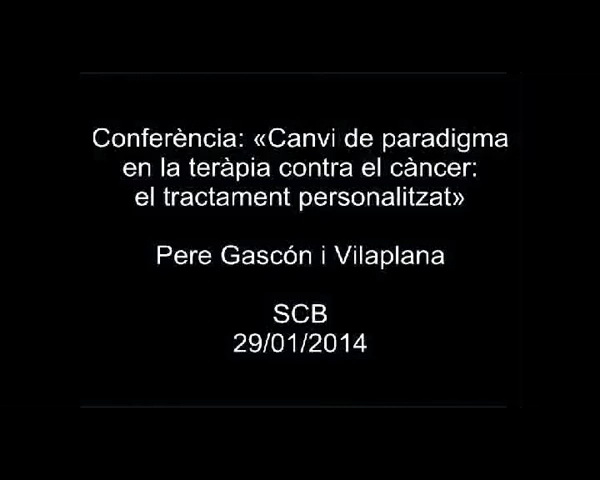 Conferència: «Canvi de paradigma
en la teràpia contra el càncer:
el tractament personalitzat»
Pere Gascón i Vilaplana
SCB
29/01/2014